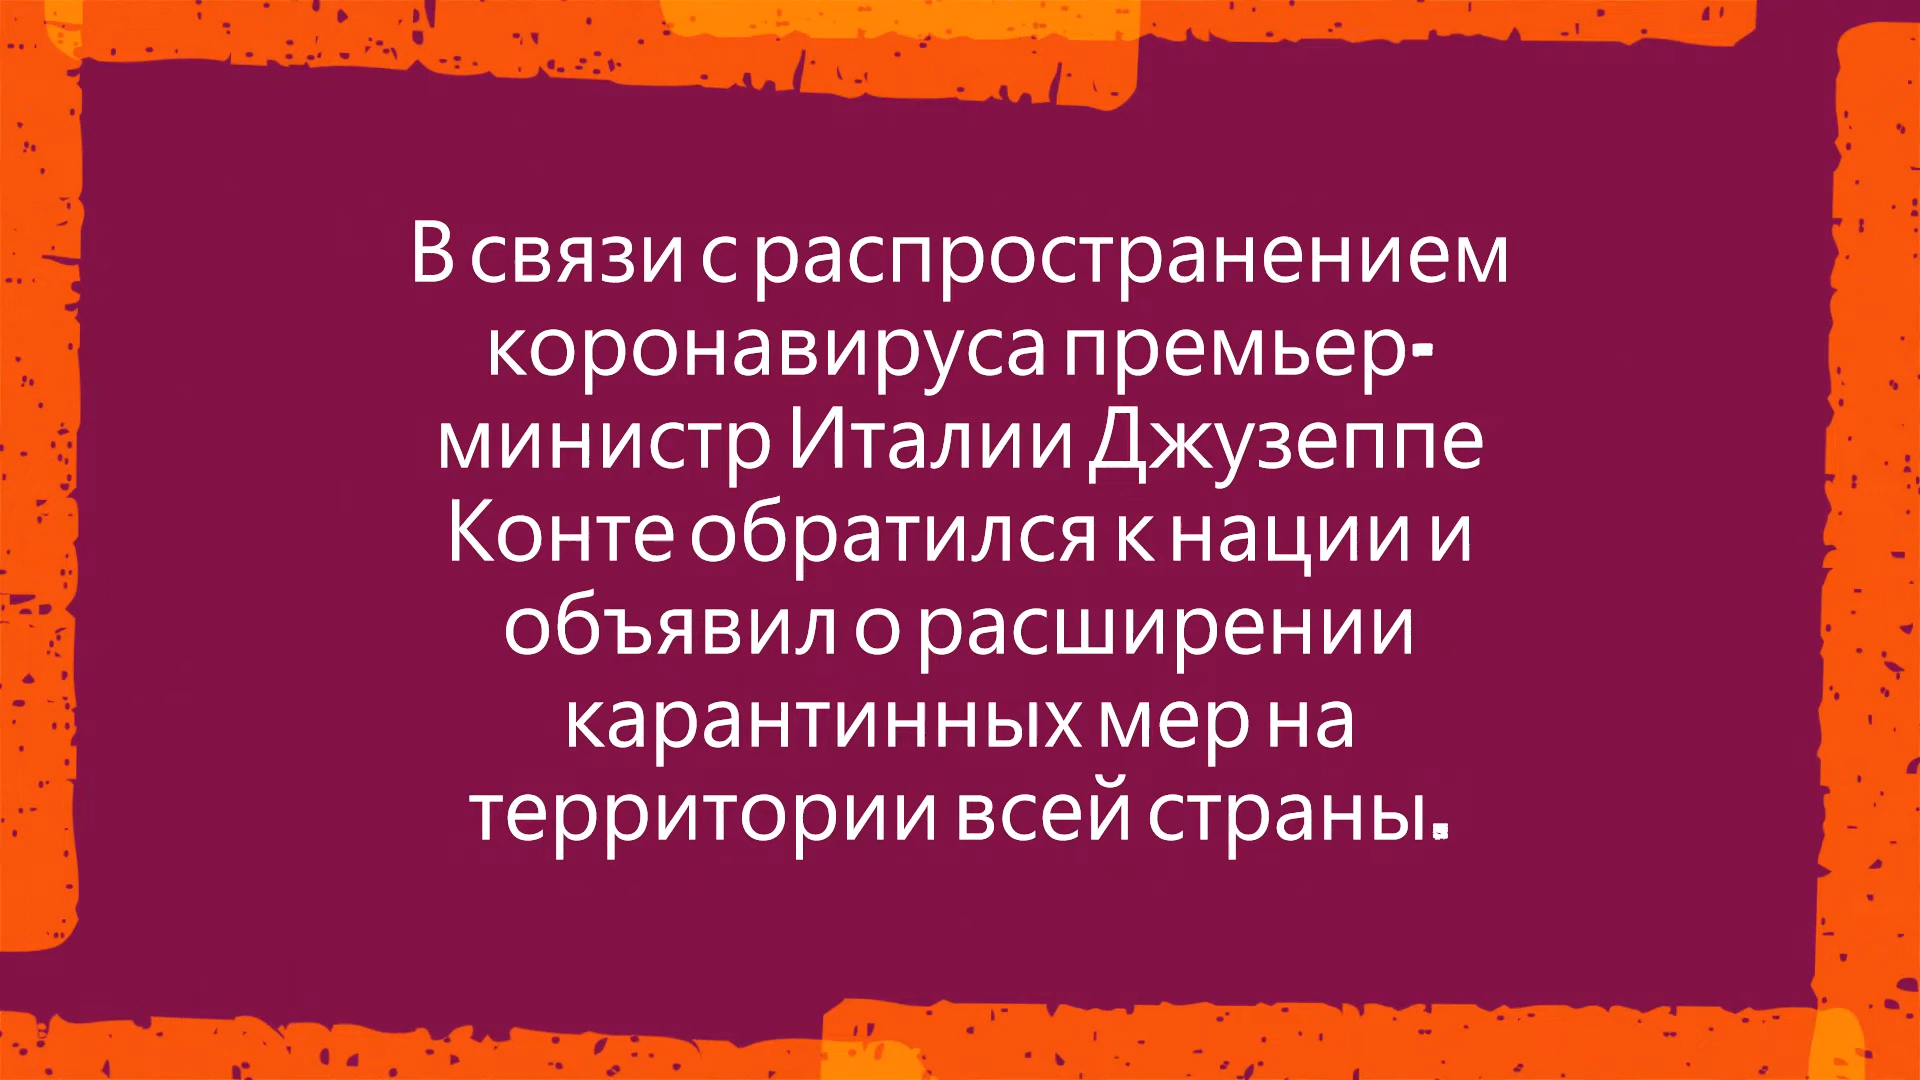 В связи с распространением
коронавируса премьер-
министр Италии Джузеппе
Конте обратился к нации и
объявил о расширении
карантинных мер на
территории всей страны.